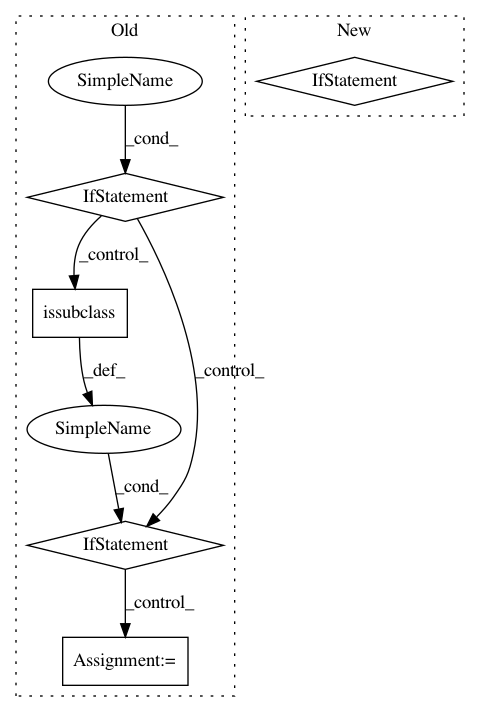 Old
New
SimpleName
IfStatement
_cond_
IfStatement
_control_
issubclass
_def_
_control_
SimpleName
_cond_
IfStatement
_control_
Assignment:=